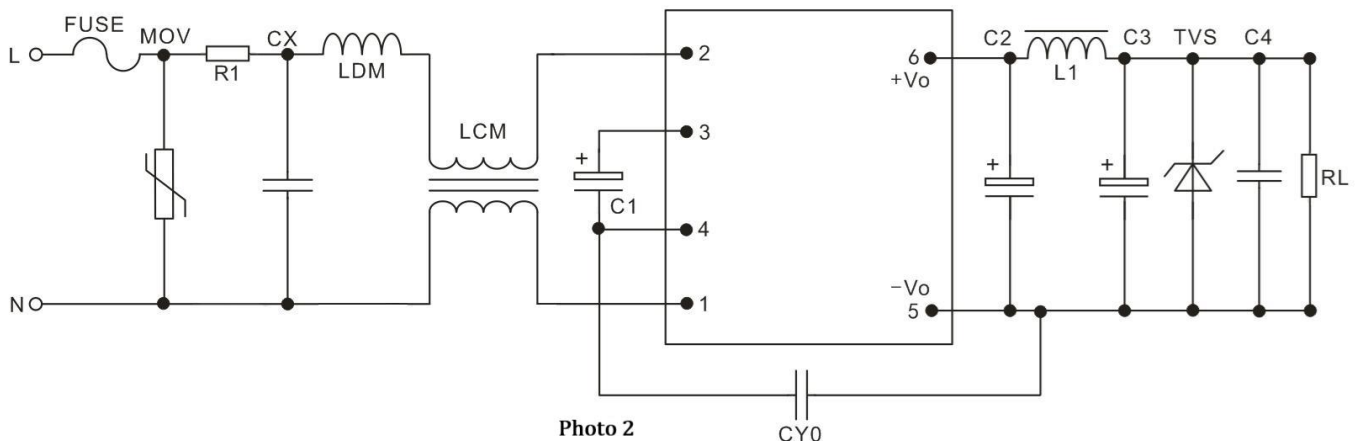 FUSE
MOV
CX
C2
C3
TVS
C4
L
R1
LDM
2
6
+Vo
L1
LCM
3
+
C1
+
+
RL
4
N
1
−Vo
5
Photo 2
CY0